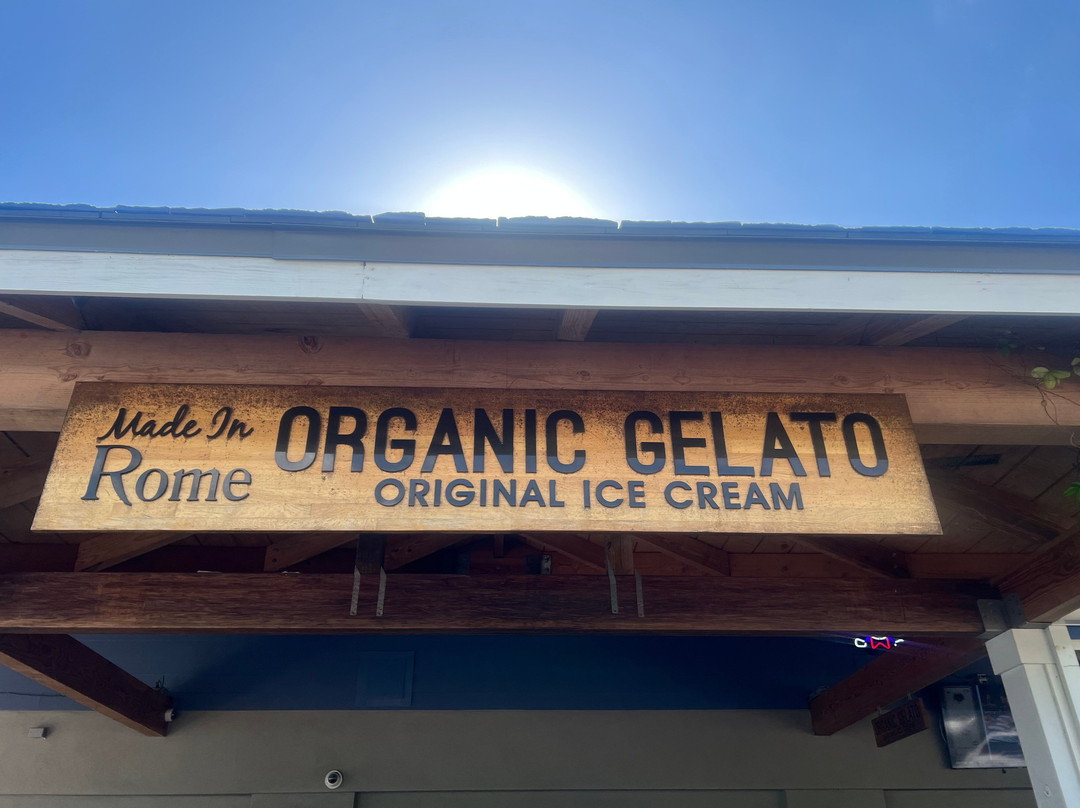 Made In
Rome
ORGANIC GELATO
ORIGINAL ICE CREAM